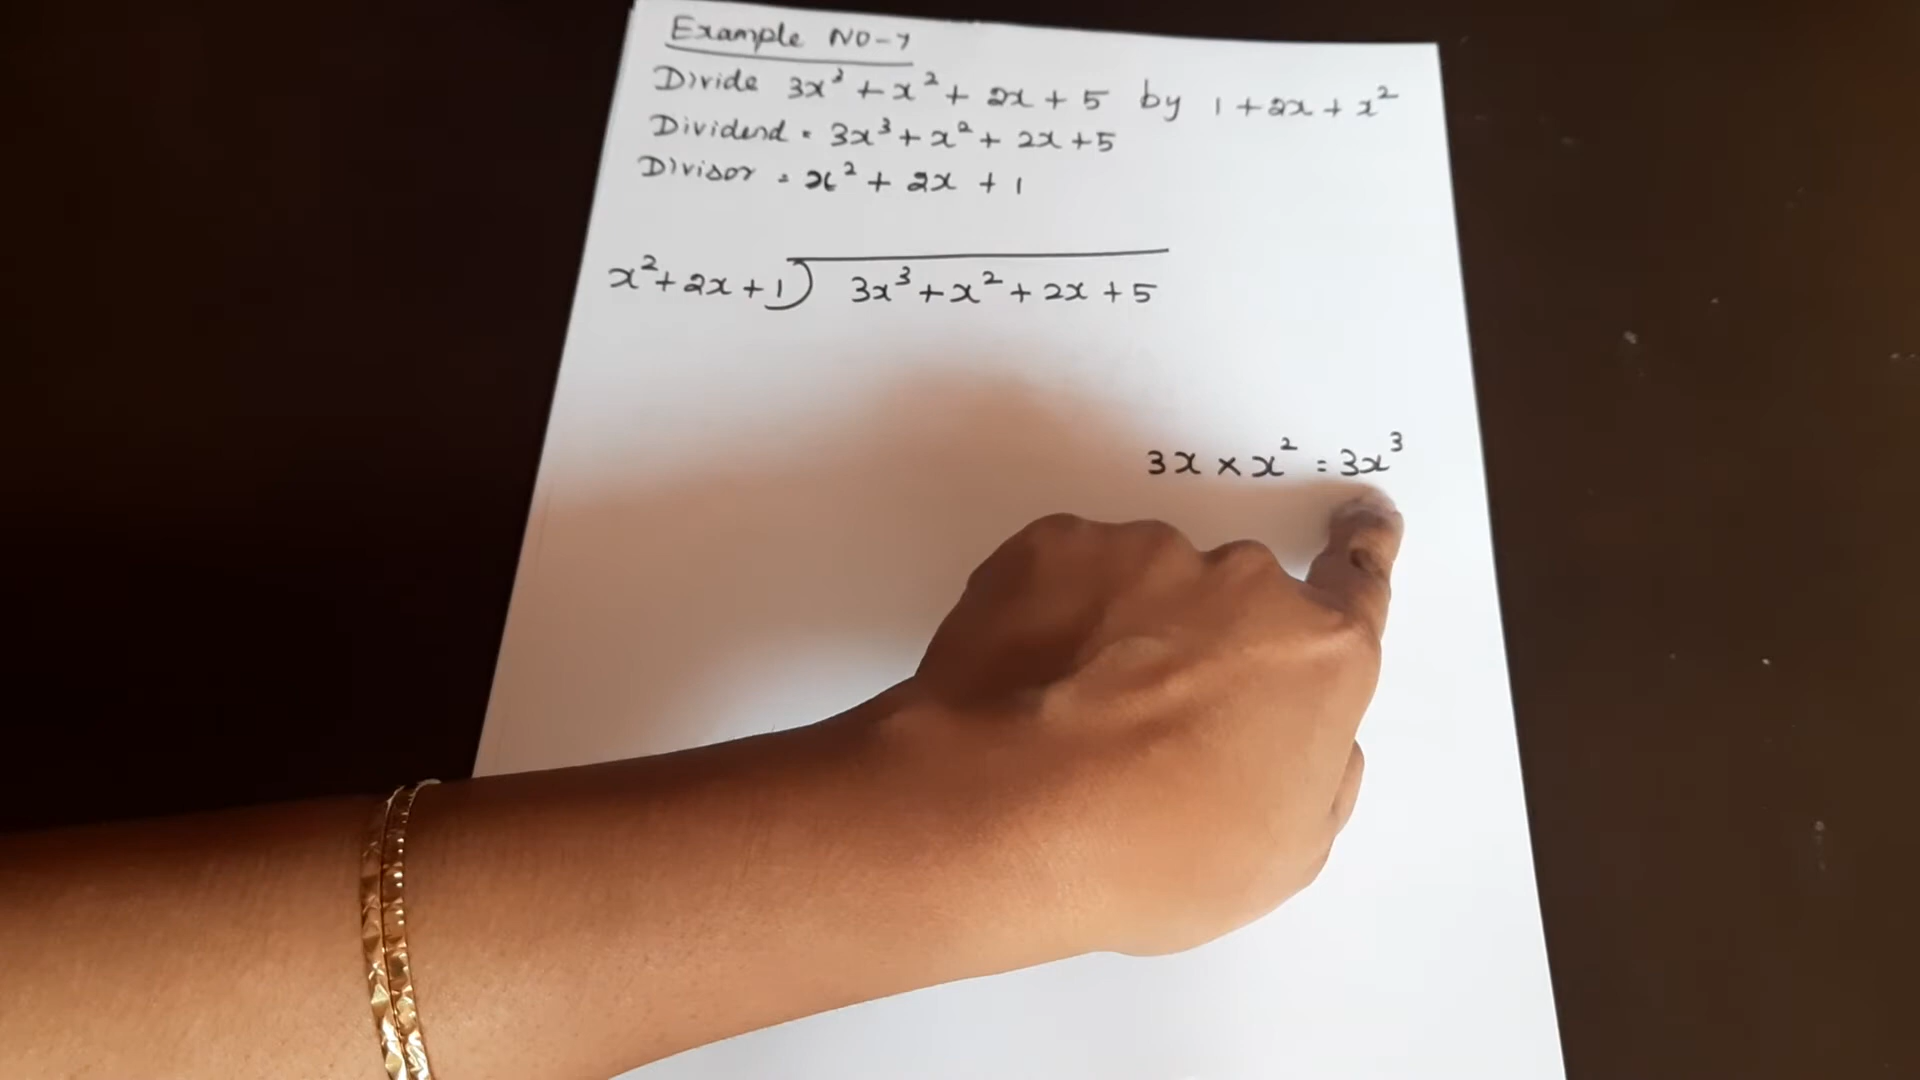 Example NO-7
Divide 3x³ + x² + 2x + 5 by 1 + 2x + x²
Dividend = 3x³ + x² + 2x + 5
Divisor = x² + 2x + 1
x² + 2x + 1) 3x³ + x² + 2x + 5
3x × x² = 3x³